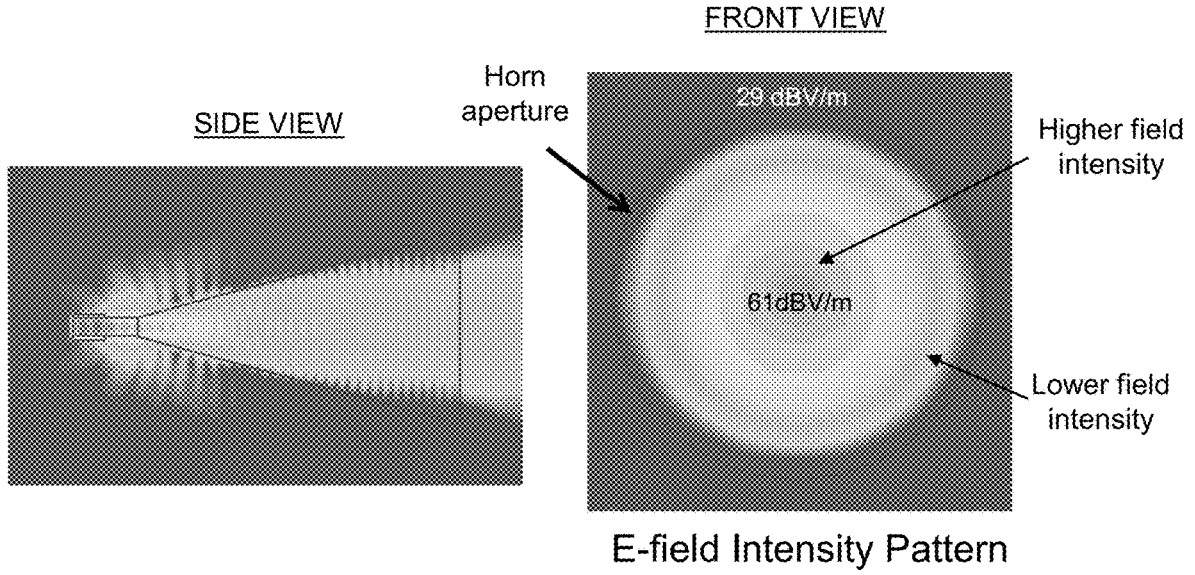 FRONT VIEW
Horn
aperture
29 dBV/m
SIDE VIEW
Higher field
intensity
61dBV/m
Lower field
intensity
E-field Intensity Pattern